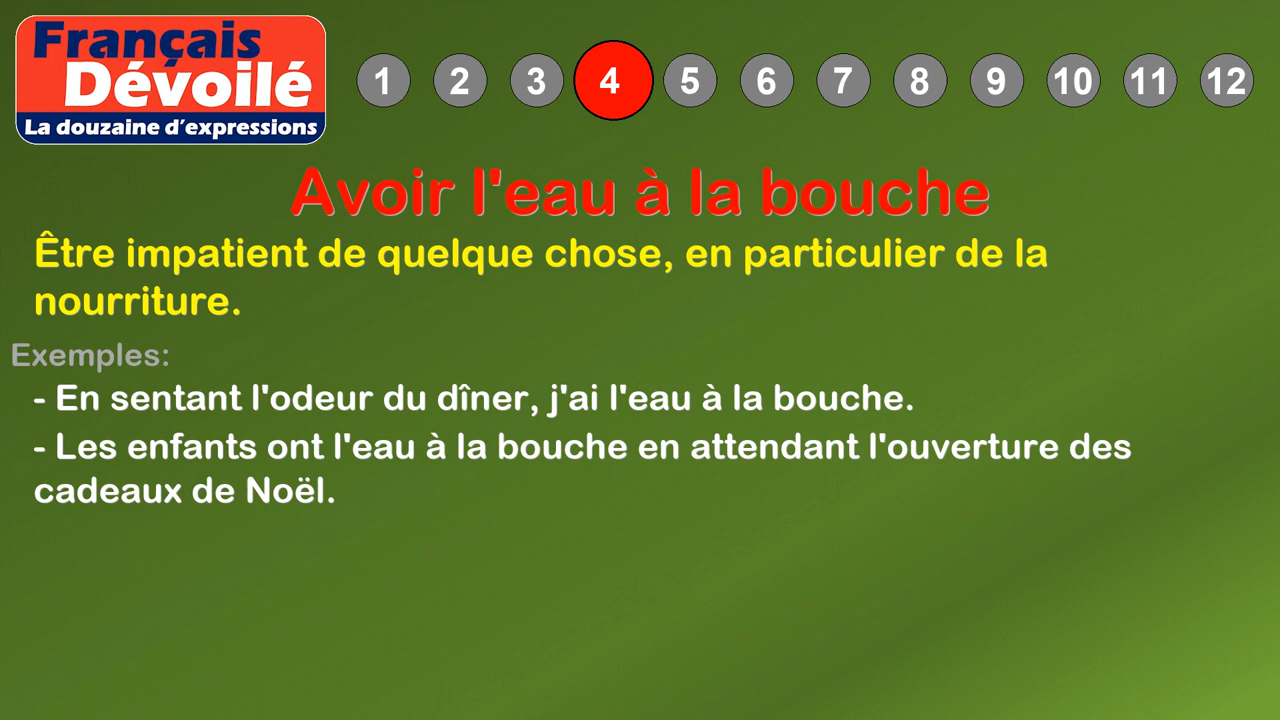 Français
Dévoilé
La douzaine d'expressions
1 2 3 4 5 6 7 8 9 10 11 12
Avoir l'eau à la bouche
Être impatient de quelque chose, en particulier de la
nourriture.
Exemples:
- En sentant l'odeur du dîner, j'ai l'eau à la bouche.
- Les enfants ont l'eau à la bouche en attendant l'ouverture des
cadeaux de Noël.